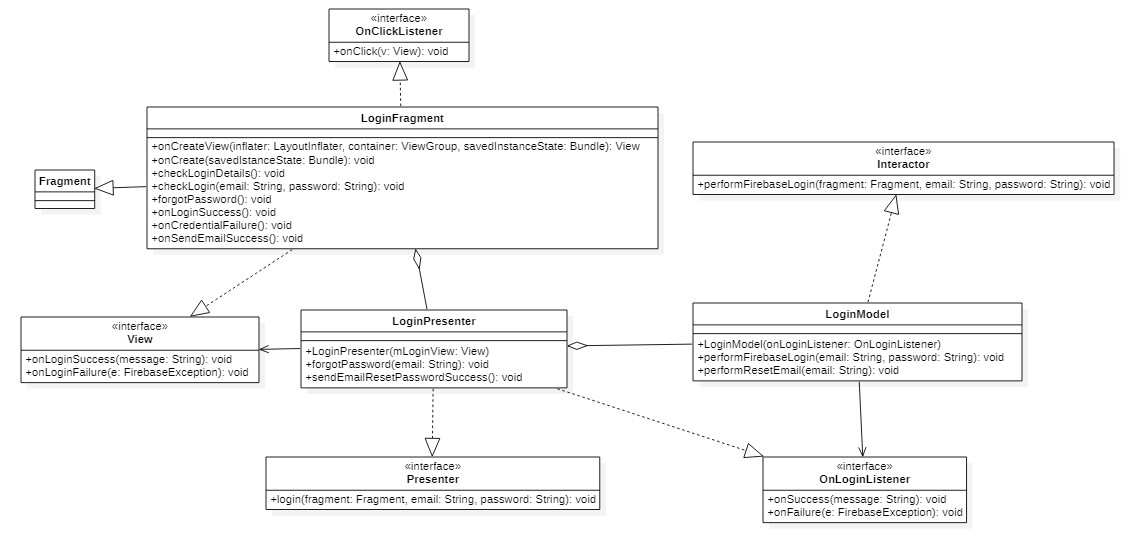 «interface»
OnClickListener
+onClick(v: View): void
LoginFragment
+onCreateView(inflater: LayoutInflater, container: ViewGroup, savedInstanceState: Bundle): View
+onCreate(savedIstanceState: Bundle): void
+checkLoginDetails(): void
+checkLogin(email: String, password: String): void
+forgotPassword(): void
+onLoginSuccess(): void
+onCredentialFailure(): void
+onSendEmailSuccess(): void
Fragment
«interface»
Interactor
+performFirebaseLogin(fragment: Fragment, email: String, password: String): void
«interface»
View
+onLoginSuccess(message: String): void
+onLoginFailure(e: FirebaseException): void
LoginPresenter
+LoginPresenter(mLoginView: View)
+forgotPassword(email: String): void
+sendEmailResetPasswordSuccess(): void
LoginModel
+LoginModel(onLoginListener: OnLoginListener)
+performFirebaseLogin(email: String, password: String): void
+performResetEmail(email: String): void
«interface»
Presenter
+login(fragment: Fragment, email: String, password: String): void
«interface»
OnLoginListener
+onSuccess(message: String): void
+onFailure(e: FirebaseException): void